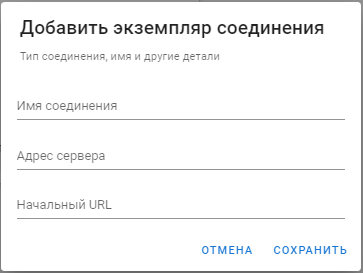 Добавить экземпляр соединения
Тип соединения, имя и другие детали
Имя соединения
Адрес сервера
Начальный URL
ОТМЕНА СОХРАНИТЬ